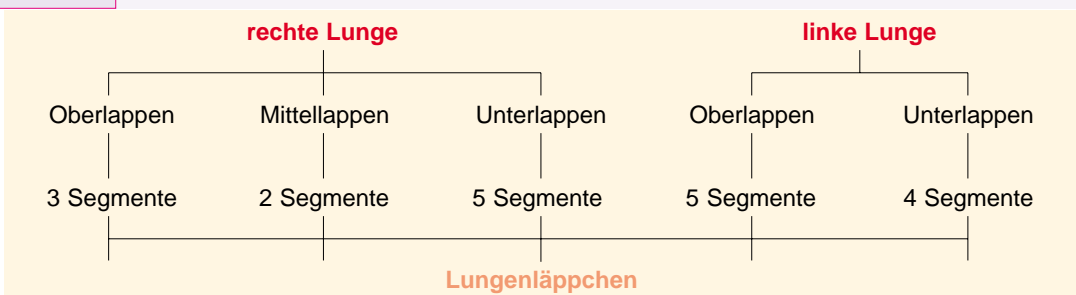 rechte Lunge linke Lunge
Oberlappen Mittellappen Unterlappen Oberlappen Unterlappen
3 Segmente 2 Segmente 5 Segmente 5 Segmente 4 Segmente
Lungenläppchen